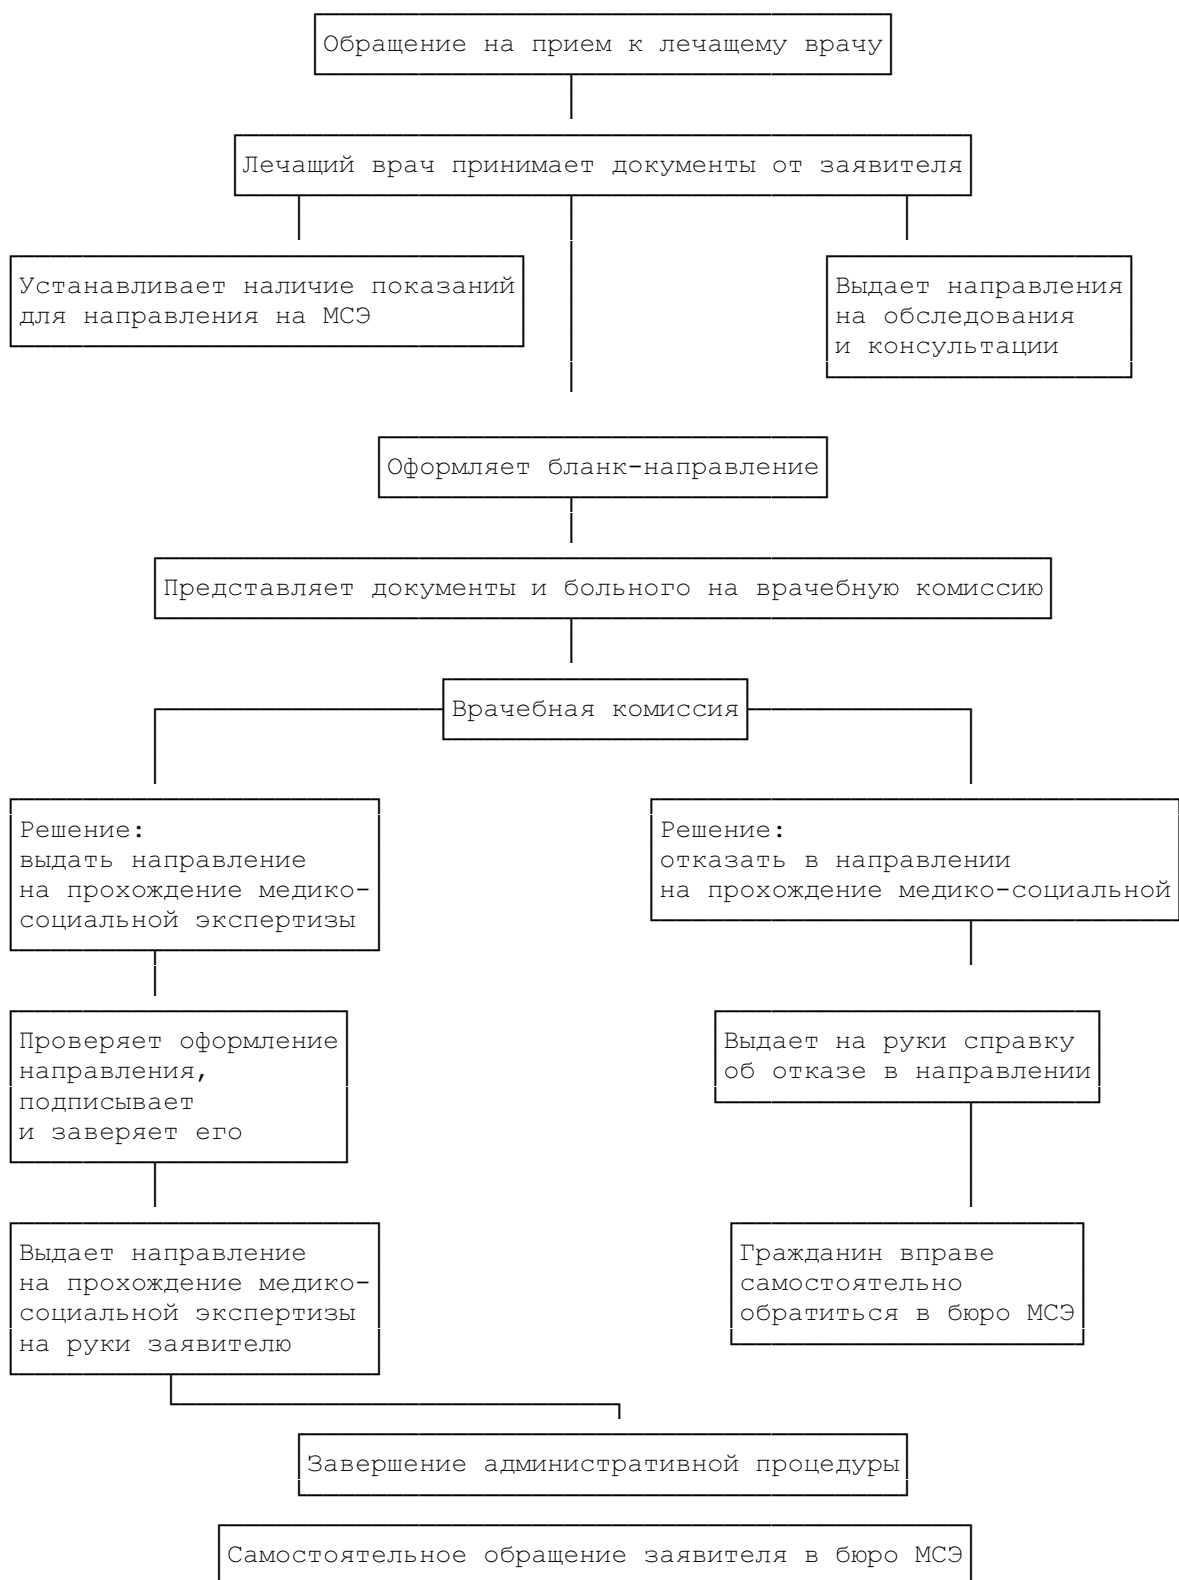 Обращение на прием к лечащему врачу
Лечащий врач принимает документы от заявителя
Устанавливает наличие показаний
для направления на МСЭ
Выдает направления
на обследования
и консультации
Оформляет бланк-направление
Представляет документы и больного на врачебную комиссию
Врачебная комиссия
Решение:
выдать направление
на прохождение медико-
социальной экспертизы
Решение:
отказать в направлении
на прохождение медико-социальной
Проверяет оформление
направления,
подписывает
и заверяет его
Выдает на руки справку
об отказе в направлении
Выдает направление
на прохождение медико-
социальной экспертизы
на руки заявителю
Гражданин вправе
самостоятельно
обратиться в бюро МСЭ
Завершение административной процедуры
Самостоятельное обращение заявителя в бюро МСЭ